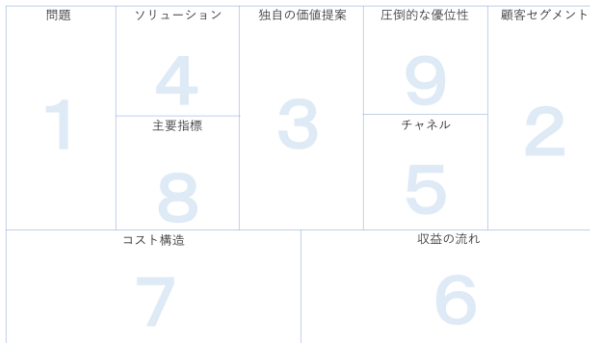 問題
1
ソリューション
4
主要指標
8
独自の価値提案
3
圧倒的な優位性
9
チャネル
5
顧客セグメント
2
コスト構造
7
収益の流れ
6